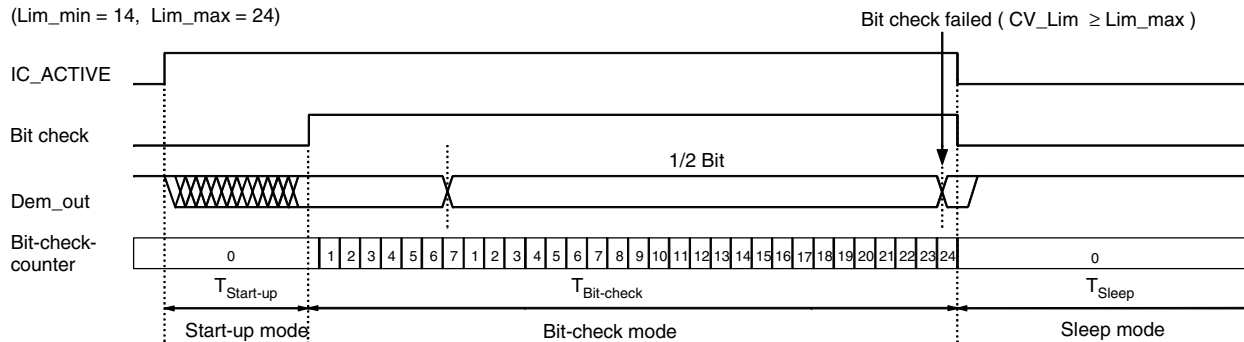 (Lim_min = 14, Lim_max = 24)
Bit check failed ( CV_Lim ≥ Lim_max )
IC_ACTIVE
Bit check
1/2 Bit
Dem_out
Bit-check-
counter
0 1 2 3 4 5 6 7 1 2 3 4 5 6 7 8 9 10 11 12 13 14 15 16 17 18 19 20 21 22 23 24 0
TStart-up TBit-check TSleep
Start-up mode Bit-check mode Sleep mode